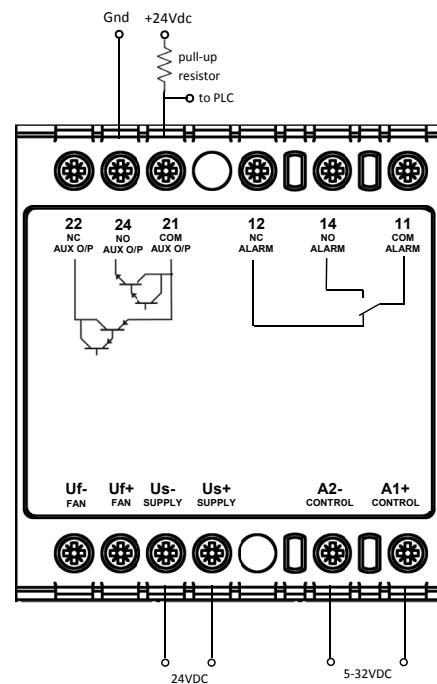 Gnd
+24Vdc
pull-up
resistor
to PLC
22
NC
AUX O/P
24
NO
AUX O/P
21
COM
AUX O/P
12
NC
ALARM
14
NO
ALARM
11
COM
ALARM
Uf-
FAN
Uf+
FAN
Us-
SUPPLY
Us+
SUPPLY
A2-
CONTROL
A1+
CONTROL
24VDC
5-32VDC